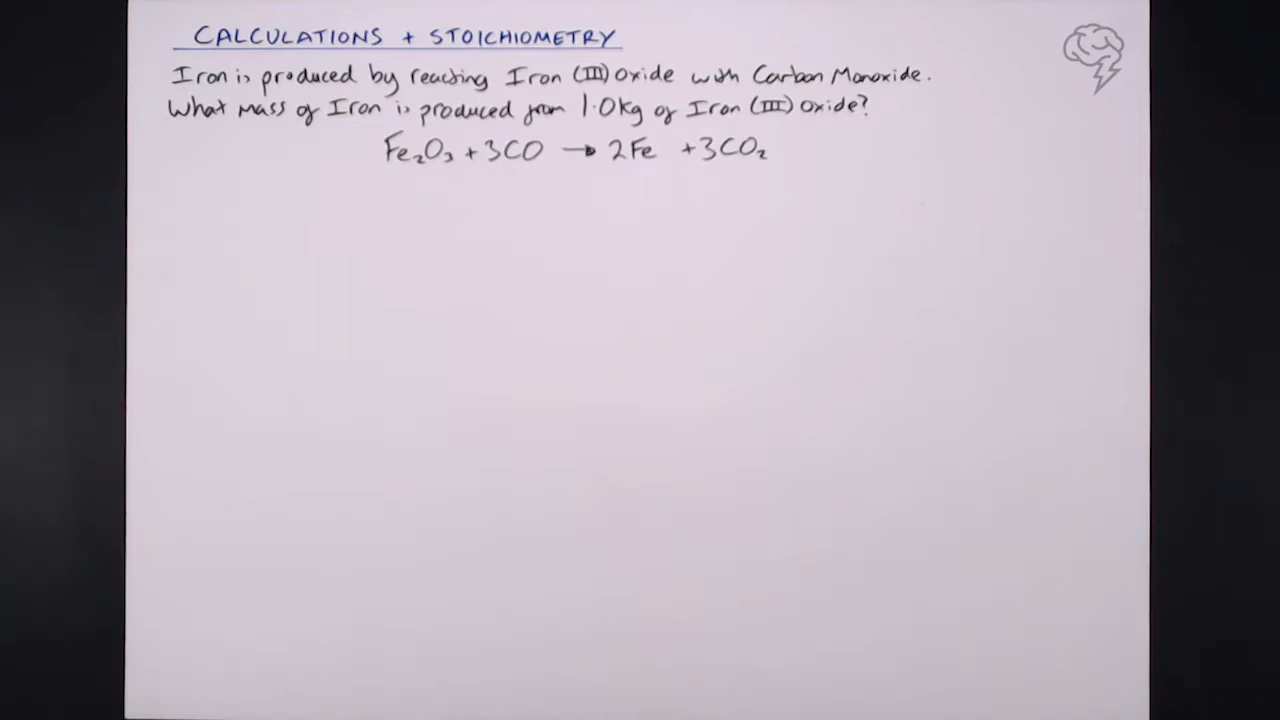 CALCULATIONS + STOICHIOMETRY
Iron is produced by reacting Iron (III) Oxide with Carbon Monoxide.
What mass of Iron is produced from 1.0kg of Iron (III) Oxide?
Fe₂O₃ + 3CO → 2Fe + 3CO₂